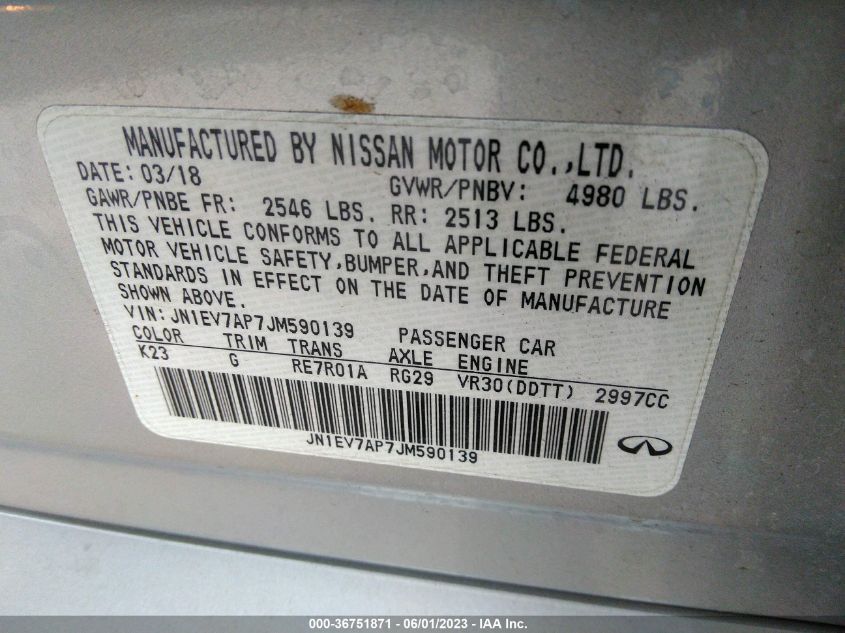 MANUFACTURED BY NISSAN MOTOR CO.,LTD.
DATE: 03/18 GVWR/PNBV: 4980 LBS.
GAWR/PNBE FR: 2546 LBS. RR: 2513 LBS.
THIS VEHICLE CONFORMS TO ALL APPLICABLE FEDERAL
MOTOR VEHICLE SAFETY,BUMPER,AND THEFT PREVENTION
STANDARDS IN EFFECT ON THE DATE OF MANUFACTURE
SHOWN ABOVE.
VIN:JN1EV7AP7JM590139 PASSENGER CAR
COLOR TRIM TRANS AXLE ENGINE
K23 G RE7R01A RG29 VR30(DDTT) 2997CC
JN1EV7AP7JM590139
000-36751871 - 06/01/2023 - Copyright © IAA, Inc.